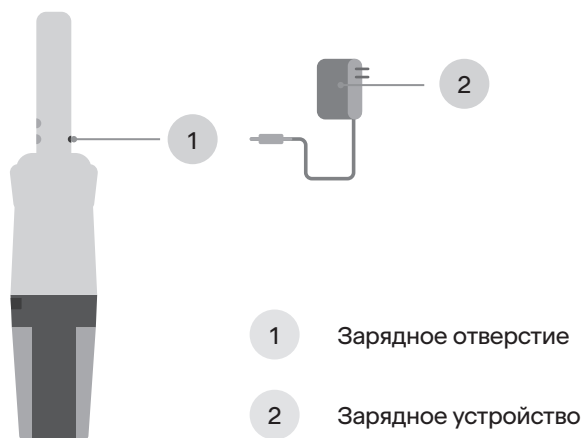 1
2
1 Зарядное отверстие
2 Зарядное устройство